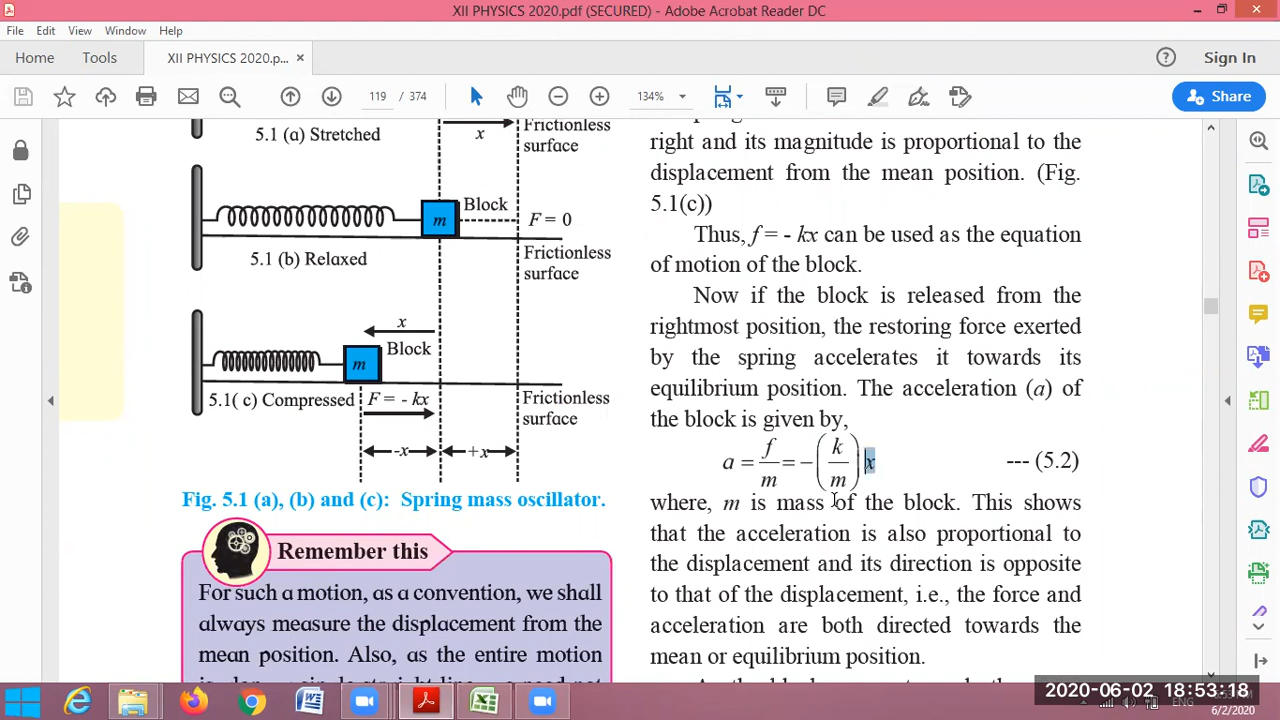 XII PHYSICS 2020.pdf (SECURED) - Adobe Acrobat Reader DC
File Edit View Window Help
Home Tools XII PHYSICS 2020.p... × Sign In
119 / 374 134% Share
5.1 (a) Stretched
x
Frictionless
surface
Block
m
F = 0
5.1 (b) Relaxed
Frictionless
surface
x
Block
m
5.1( c) Compressed
F = - kx
Frictionless
surface
-x
+x
Fig. 5.1 (a), (b) and (c): Spring mass oscillator.
Remember this
For such a motion, as a convention, we shall
always measure the displacement from the
mean position. Also, as the entire motion
right and its magnitude is proportional to the
displacement from the mean position. (Fig.
5.1(c))
Thus, f = - kx can be used as the equation
of motion of the block.
Now if the block is released from the
rightmost position, the restoring force exerted
by the spring accelerates it towards its
equilibrium position. The acceleration (a) of
the block is given by,
a = f/m = −(k/m) x --- (5.2)
where, m is mass of the block. This shows
that the acceleration is also proportional to
the displacement and its direction is opposite
to that of the displacement, i.e., the force and
acceleration are both directed towards the
mean or equilibrium position.
2020-06-02 18:53:18
ENG
6/2/2020